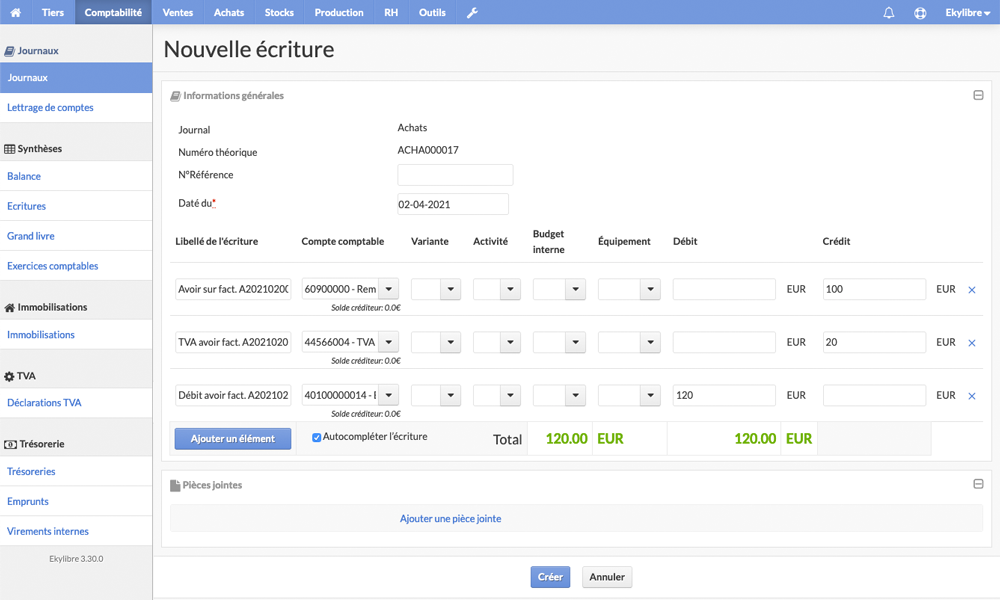 Tiers Comptabilité Ventes Achats Stocks Production RH Outils Ekylibre
Journaux
Journaux
Lettrage de comptes
Synthèses
Balance
Ecritures
Grand livre
Exercices comptables
Immobilisations
Immobilisations
TVA
Déclarations TVA
Trésorerie
Trésoreries
Emprunts
Virements internes
Ekylibre 3.30.0
Nouvelle écriture
Informations générales
Journal Achats
Numéro théorique ACHA000017
N°Référence
Daté du* 02-04-2021
Libellé de l'écriture Compte comptable Variante Activité Budget interne Équipement Débit Crédit
Avoir sur fact. A2021020 60900000 - Rem EUR 100 EUR
Solde créditeur: 0.0€
TVA avoir fact. A2021020 44566004 - TVA EUR 20 EUR
Solde créditeur: 0.0€
Débit avoir fact. A202102 40100000014 - 120 EUR EUR
Solde créditeur: 0.0€
Ajouter un élément Autocompléter l'écriture Total 120.00 EUR 120.00 EUR
Pièces jointes
Ajouter une pièce jointe
Créer Annuler